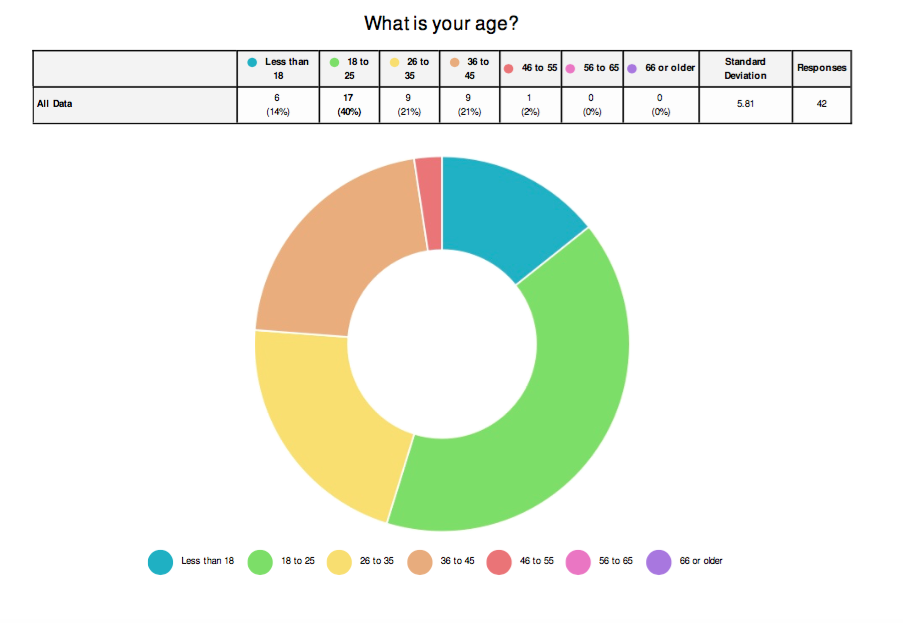 What is your age?
Less than 18 18 to 25 26 to 35 36 to 45 46 to 55 56 to 65 66 or older Standard Deviation Responses
All Data 6 (14%) 17 (40%) 9 (21%) 9 (21%) 1 (2%) 0 (0%) 0 (0%) 5.81 42
Less than 18 18 to 25 26 to 35 36 to 45 46 to 55 56 to 65 66 or older